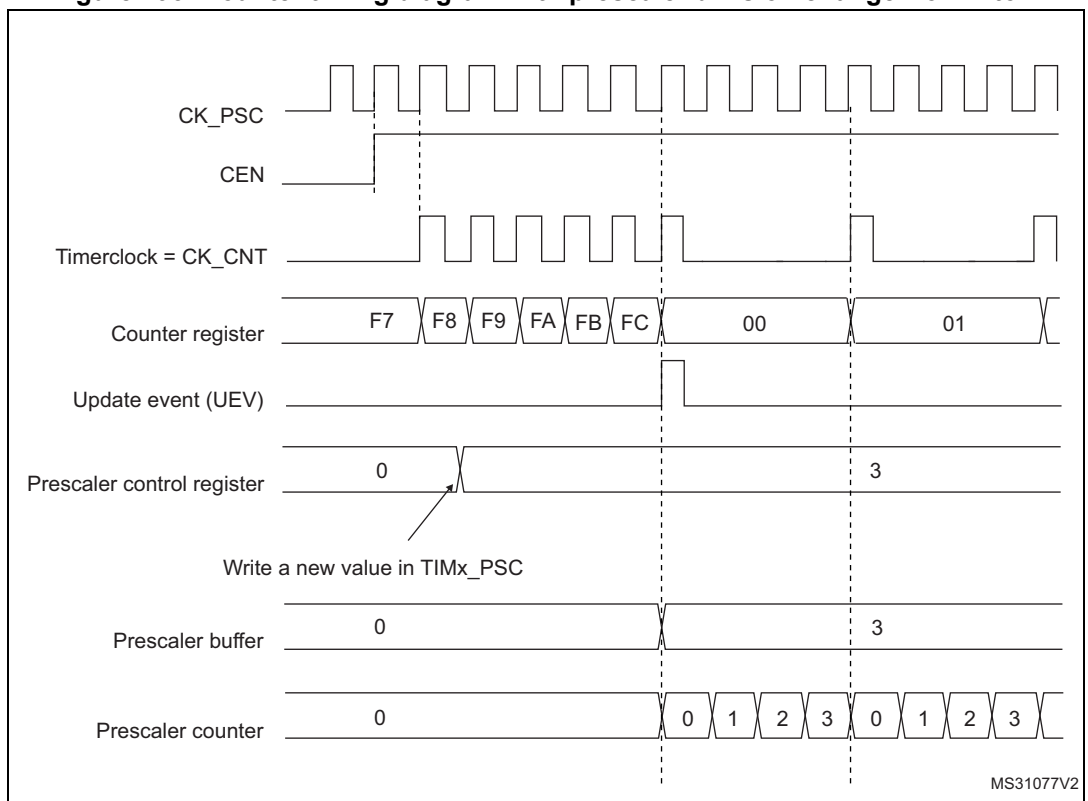 CK_PSC
CEN
Timerclock = CK_CNT
Counter register F7 F8 F9 FA FB FC 00 01
Update event (UEV)
Prescaler control register 0 3
Write a new value in TIMx_PSC
Prescaler buffer 0 3
Prescaler counter 0 0 1 2 3 0 1 2 3
MS31077V2